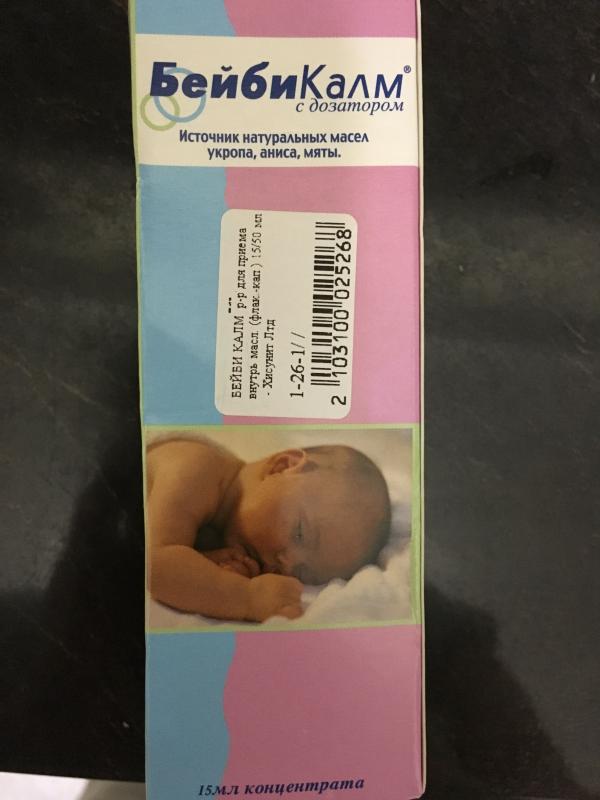 БейбиКалм®
с дозатором
Источник натуральных масел
укропа, аниса, мяты.
БЕЙБИ КАЛМ р-р для приема
внутрь масл. (флак.-кап ) 15/50 мл
- Хисунит Лтд
1-26-1/ /
2 103100 025268
15мл концентрата